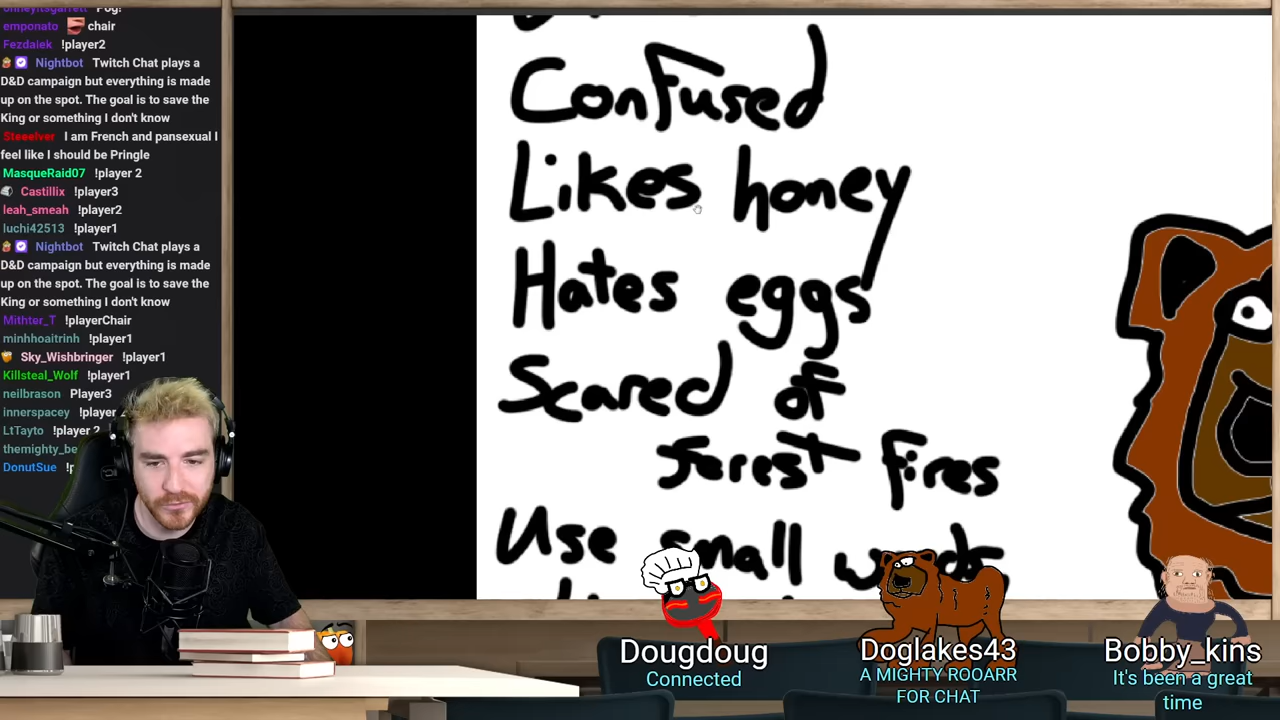 emponato chair
Fezdaiek !player2
Nightbot Twitch Chat plays a
D&D campaign but everything is made
up on the spot. The goal is to save the
King or something I don't know
Steeelver I am French and pansexual I
feel like I should be Pringle
MasqueRaid07 !player 2
Castillix !player3
leah_smeah !player2
luchi42513 !player1
Nightbot Twitch Chat plays a
D&D campaign but everything is made
up on the spot. The goal is to save the
King or something I don't know
Mithter_T !playerChair
minhhoaitrinh !player1
Sky_Wishbringer !player1
Killsteal_Wolf !player1
neilbrason Player3
innerspacey !player
LtTayto !player 2
themighty_be
DonutSue !p
Confused
Likes honey
Hates eggs
Scared of
forest fires
Use small words
Dougdoug
Connected
Doglakes43
A MIGHTY ROOARR
FOR CHAT
Bobby_kins
It's been a great
time